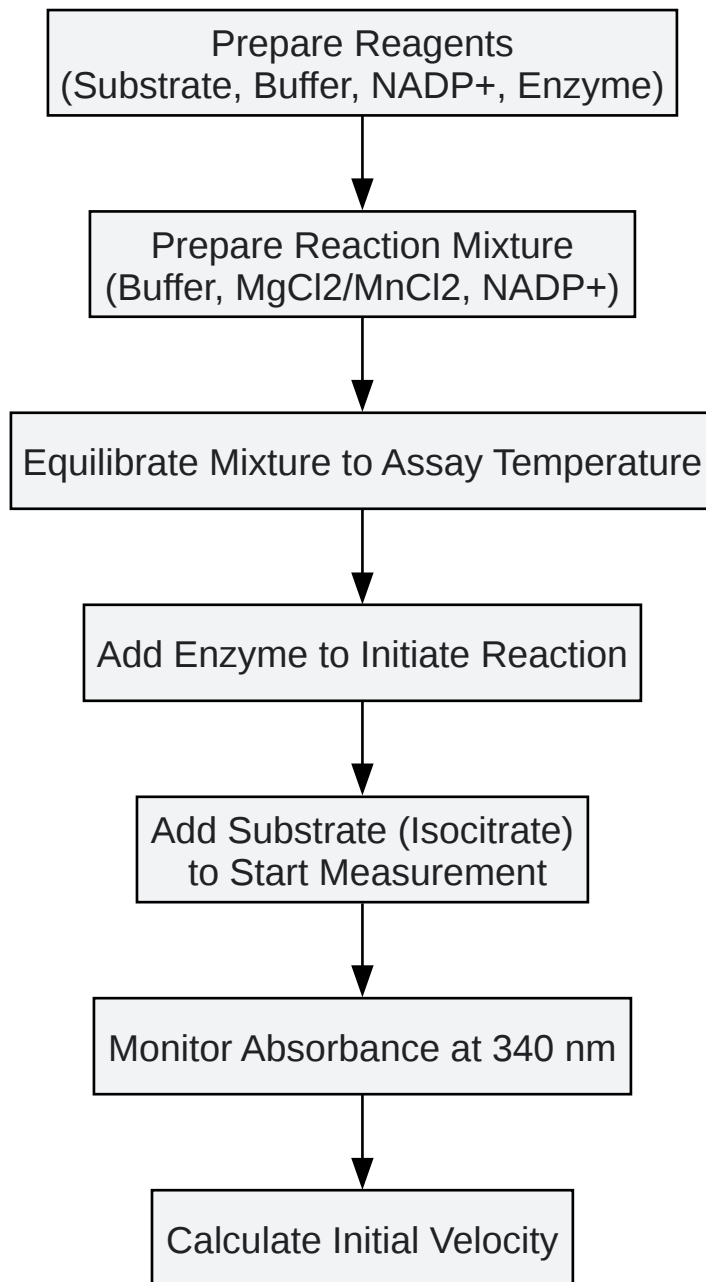 Prepare Reagents
(Substrate, Buffer, NADP+, Enzyme)
Prepare Reaction Mixture
(Buffer, MgCl2/MnCl2, NADP+)
Equilibrate Mixture to Assay Temperature
Add Enzyme to Initiate Reaction
Add Substrate (Isocitrate)
to Start Measurement
Monitor Absorbance at 340 nm
Calculate Initial Velocity